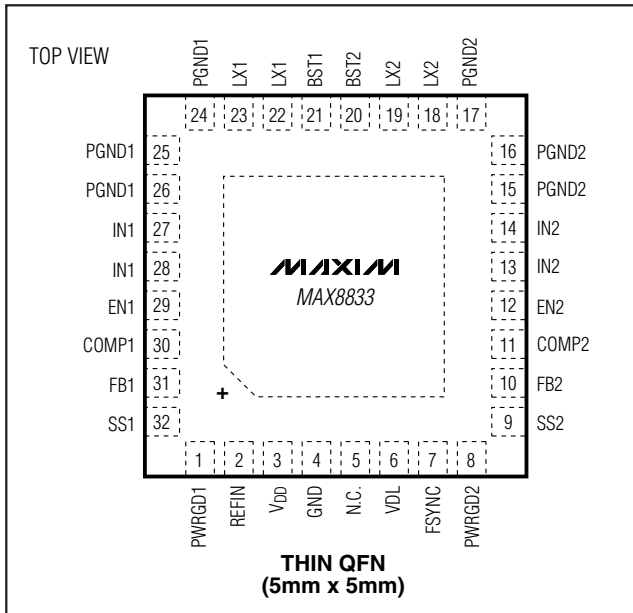 TOP VIEW
PGND1 LX1 LX1 BST1 BST2 LX2 LX2 PGND2
24 23 22 21 20 19 18 17
PGND1 25 16 PGND2
PGND1 26 15 PGND2
IN1 27 14 IN2
IN1 28 13 IN2
MAXIM
MAX8833
EN1 29 12 EN2
COMP1 30 11 COMP2
FB1 31 10 FB2
+
SS1 32 9 SS2
1 2 3 4 5 6 7 8
PWRGD1 REFIN VDD GND N.C. VDL FSYNC PWRGD2
THIN QFN
(5mm x 5mm)